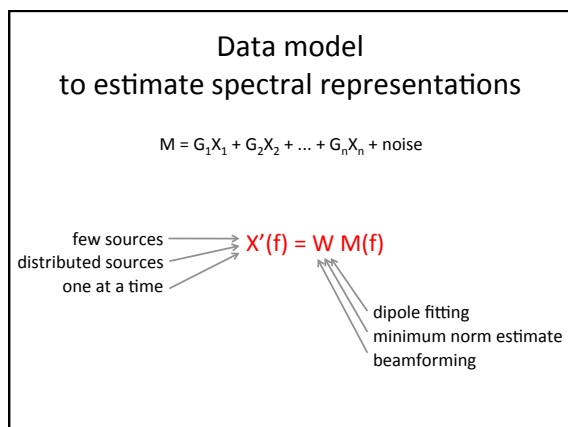 Data model
to estimate spectral representations
M = G₁X₁ + G₂X₂ + ... + GₙXₙ + noise
few sources
distributed sources
one at a time
X’(f) = W M(f)
dipole fitting
minimum norm estimate
beamforming